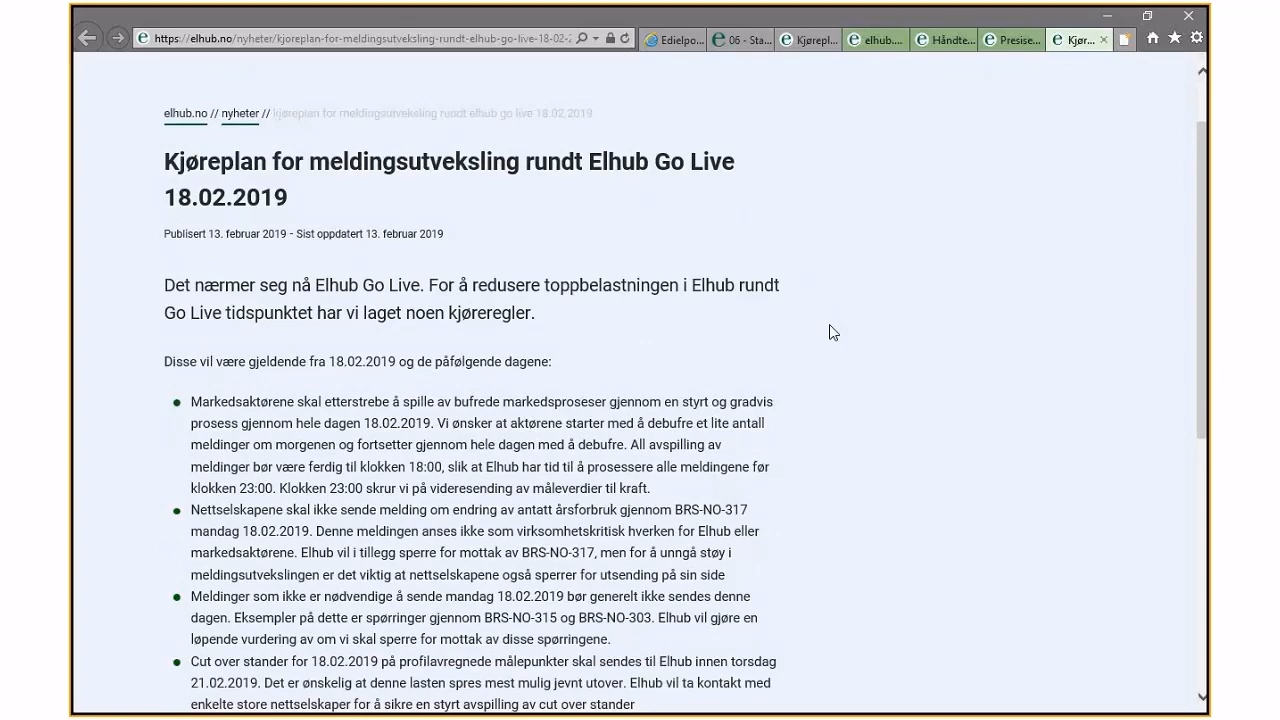 https://elhub.no/nyheter/kjoreplan-for-meldingsutveksling-rundt-elhub-go-live-18-02-2
Edielpo...
06 - Sta...
Kjørepl...
elhub....
Håndte...
Presise...
Kjør...
elhub.no // nyheter // kjøreplan for meldingsutveksling rundt elhub go live 18.02.2019
Kjøreplan for meldingsutveksling rundt Elhub Go Live
18.02.2019
Publisert 13. februar 2019 - Sist oppdatert 13. februar 2019
Det nærmer seg nå Elhub Go Live. For å redusere toppbelastningen i Elhub rundt
Go Live tidspunktet har vi laget noen kjøreregler.
Disse vil være gjeldende fra 18.02.2019 og de påfølgende dagene:
Markedsaktørene skal etterstrebe å spille av bufrede markedsproseser gjennom en styrt og gradvis
prosess gjennom hele dagen 18.02.2019. Vi ønsker at aktørene starter med å debufre et lite antall
meldinger om morgenen og fortsetter gjennom hele dagen med å debufre. All avspilling av
meldinger bør være ferdig til klokken 18:00, slik at Elhub har tid til å prosessere alle meldingene før
klokken 23:00. Klokken 23:00 skrur vi på videresending av måleverdier til kraft.
Nettselskapene skal ikke sende melding om endring av antatt årsforbruk gjennom BRS-NO-317
mandag 18.02.2019. Denne meldingen anses ikke som virksomhetskritisk hverken for Elhub eller
markedsaktørene. Elhub vil i tillegg sperre for mottak av BRS-NO-317, men for å unngå støy i
meldingsutvekslingen er det viktig at nettselskapene også sperrer for utsending på sin side
Meldinger som ikke er nødvendige å sende mandag 18.02.2019 bør generelt ikke sendes denne
dagen. Eksempler på dette er spørringer gjennom BRS-NO-315 og BRS-NO-303. Elhub vil gjøre en
løpende vurdering av om vi skal sperre for mottak av disse spørringene.
Cut over stander for 18.02.2019 på profilavregnede målepunkter skal sendes til Elhub innen torsdag
21.02.2019. Det er ønskelig at denne lasten spres mest mulig jevnt utover. Elhub vil ta kontakt med
enkelte store nettselskaper for å sikre en styrt avspilling av cut over stander